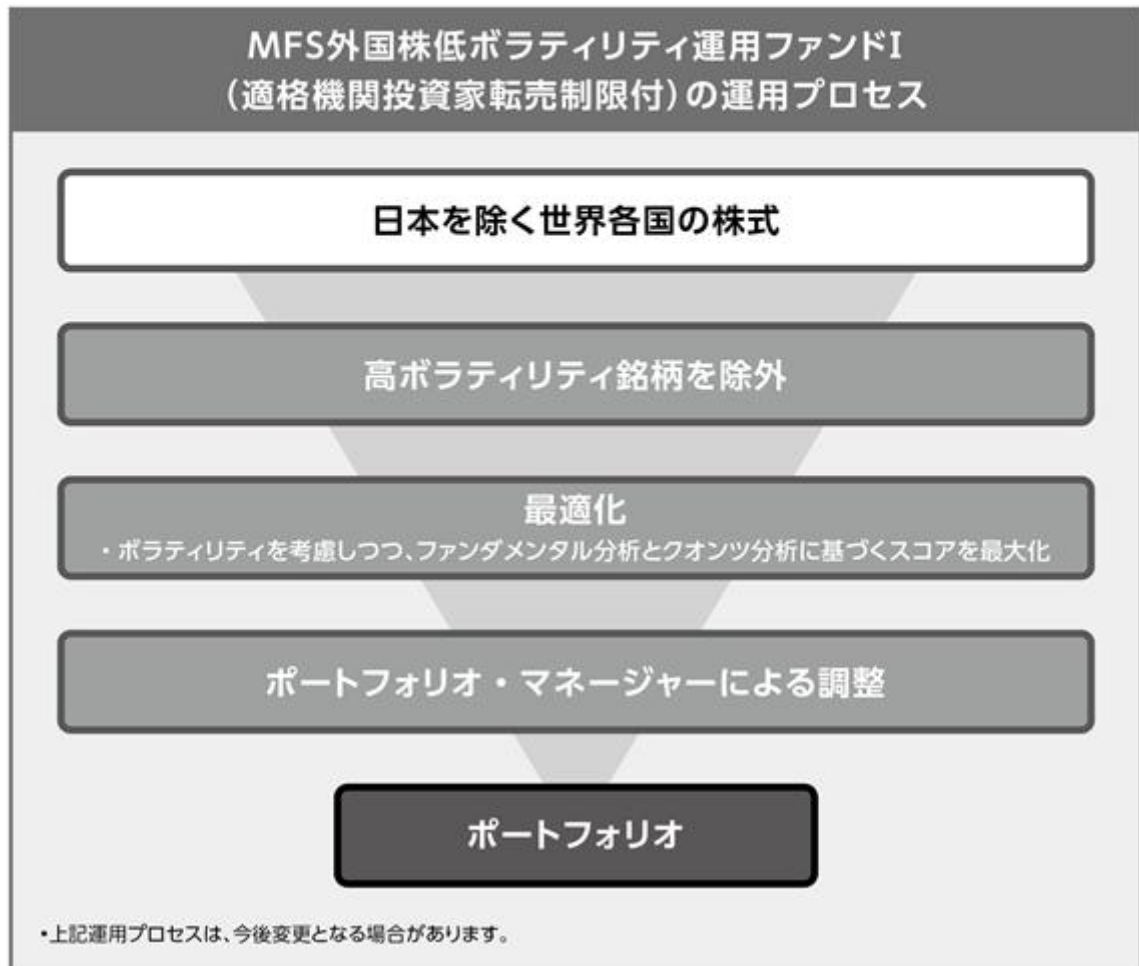 MFS外国株低ボラティリティ運用ファンドI
（適格機関投資家転売制限付）の運用プロセス
日本を除く世界各国の株式
高ボラティリティ銘柄を除外
最適化
・ボラティリティを考慮しつつ、ファンダメンタル分析とクオンツ分析に基づくスコアを最大化
ポートフォリオ・マネージャーによる調整
ポートフォリオ
•上記運用プロセスは、今後変更となる場合があります。